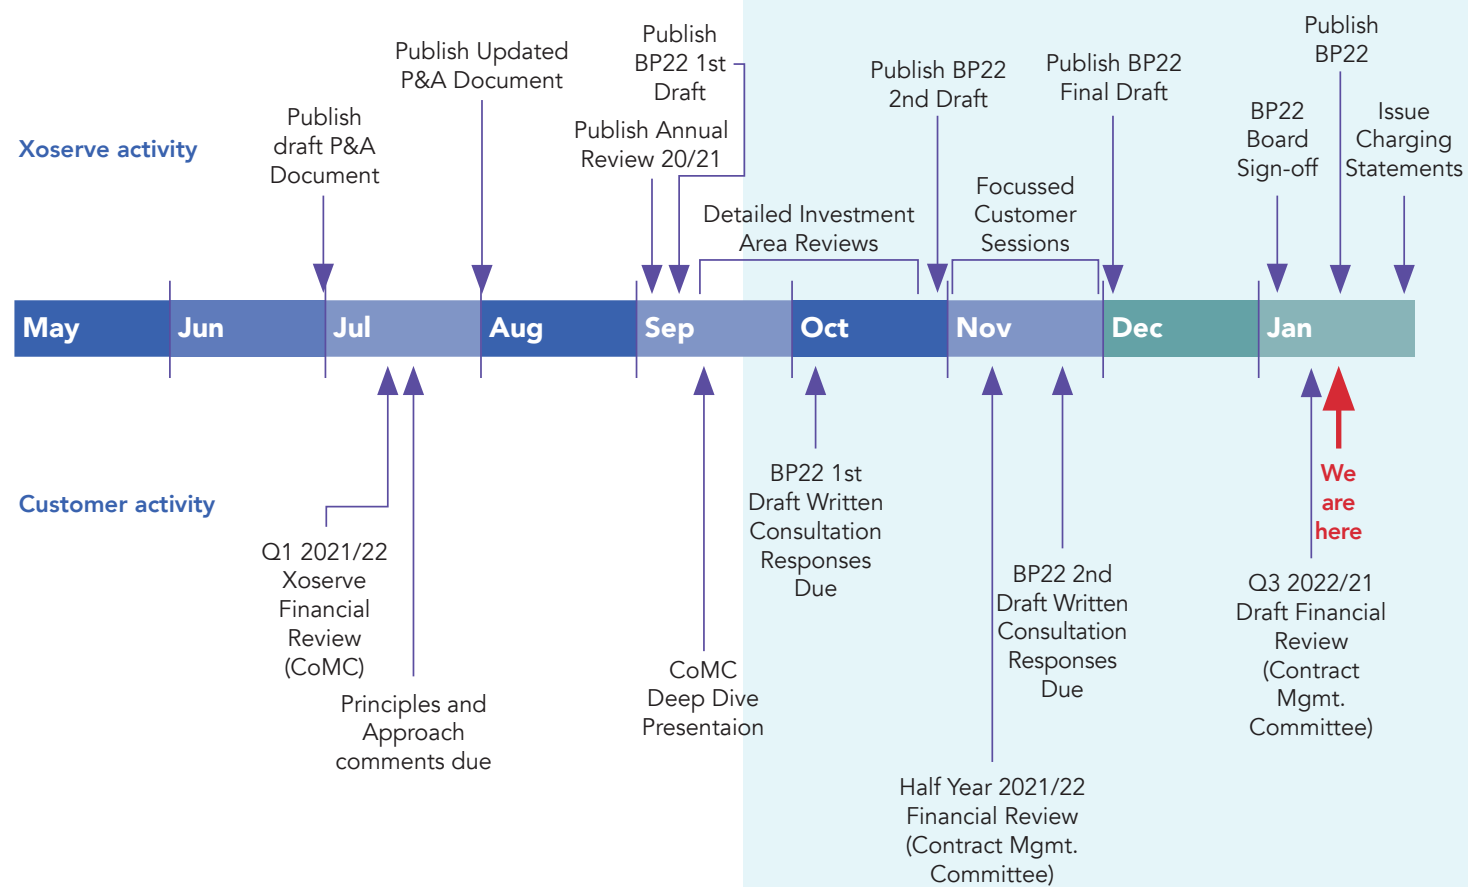 Xoserve activity
Publish
draft P&A
Document
Publish Updated
P&A Document
Publish
BP22 1st
Draft
Publish Annual
Review 20/21
Detailed Investment
Area Reviews
Publish BP22
2nd Draft
Focussed
Customer
Sessions
Publish BP22
Final Draft
BP22
Board
Sign-off
Publish
BP22
Issue
Charging
Statements
May
Jun
Jul
Aug
Sep
Oct
Nov
Dec
Jan
Customer activity
Q1 2021/22
Xoserve
Financial
Review
(CoMC)
Principles and
Approach
comments due
CoMC
Deep Dive
Presentaion
BP22 1st
Draft Written
Consultation
Responses
Due
Half Year 2021/22
Financial Review
(Contract Mgmt.
Committee)
BP22 2nd
Draft Written
Consultation
Responses
Due
We
are
here
Q3 2022/21
Draft Financial
Review
(Contract
Mgmt.
Committee)